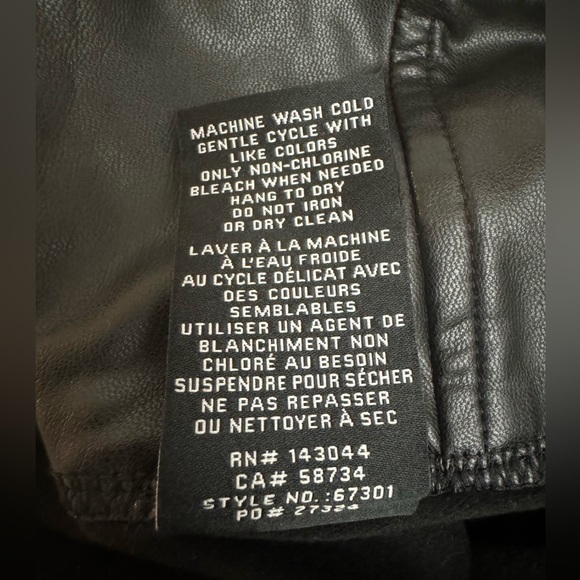 MACHINE WASH COLD
GENTLE CYCLE WITH
LIKE COLORS
ONLY NON-CHLORINE
BLEACH WHEN NEEDED
HANG TO DRY
DO NOT IRON
OR DRY CLEAN
LAVER À LA MACHINE
À L'EAU FROIDE
AU CYCLE DÉLICAT AVEC
DES COULEURS
SEMBLABLES
UTILISER UN AGENT DE
BLANCHIMENT NON
CHLORÉ AU BESOIN
SUSPENDRE POUR SÉCHER
NE PAS REPASSER
OU NETTOYER À SEC
RN# 143044
CA# 58734
STYLE NO.:67301
PO#